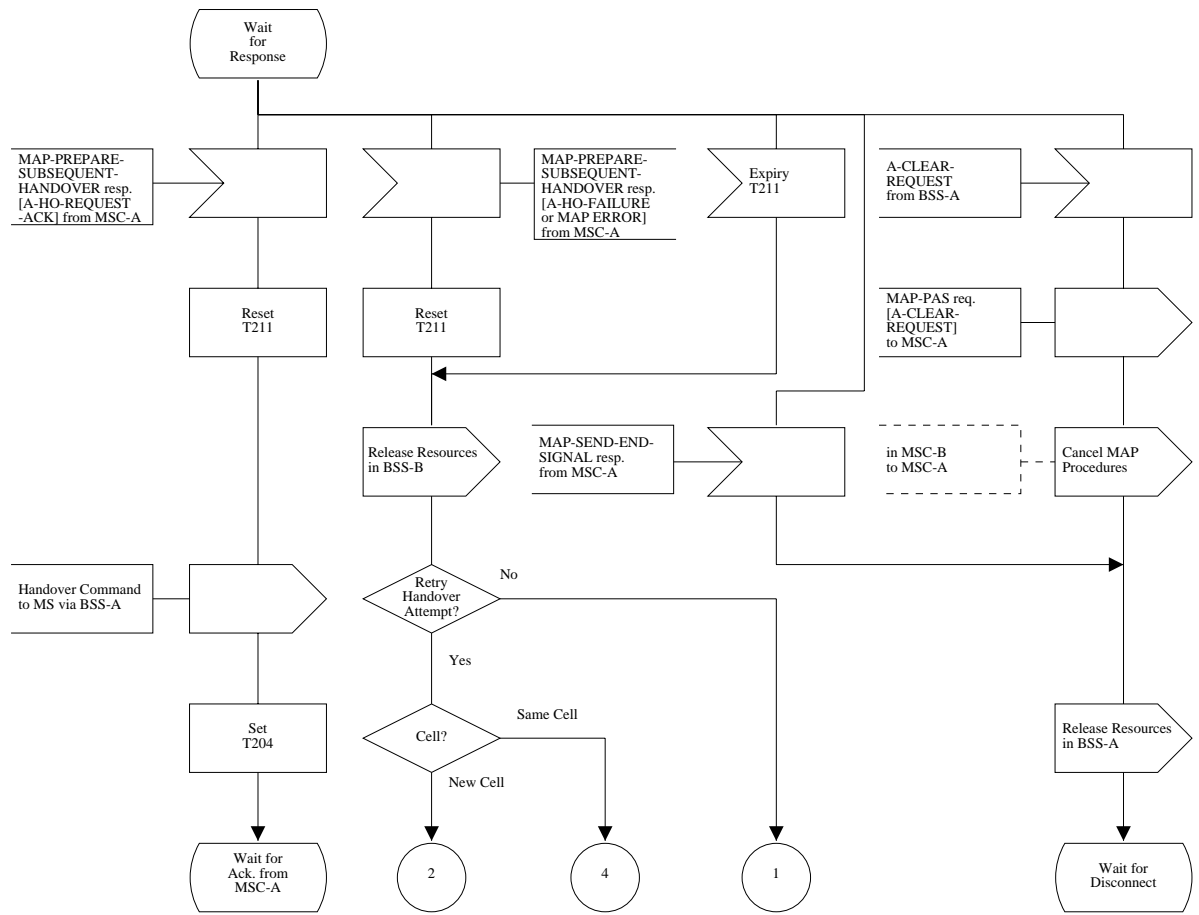 Wait
for
Response
MAP-PREPARE-
SUBSEQUENT-
HANDOVER resp.
[A-HO-REQUEST
-ACK] from MSC-A
MAP-PREPARE-
SUBSEQUENT-
HANDOVER resp.
[A-HO-FAILURE
or MAP ERROR]
from MSC-A
Expiry
T211
A-CLEAR-
REQUEST
from BSS-A
Reset
T211
Reset
T211
MAP-PAS req.
[A-CLEAR-
REQUEST]
to MSC-A
Release Resources
in BSS-B
MAP-SEND-END-
SIGNAL resp.
from MSC-A
in MSC-B
to MSC-A
Cancel MAP
Procedures
Handover Command
to MS via BSS-A
Retry
Handover
Attempt?
No
Yes
Set
T204
Cell?
Same Cell
New Cell
Release Resources
in BSS-A
Wait for
Ack. from
MSC-A
2
4
1
Wait for
Disconnect